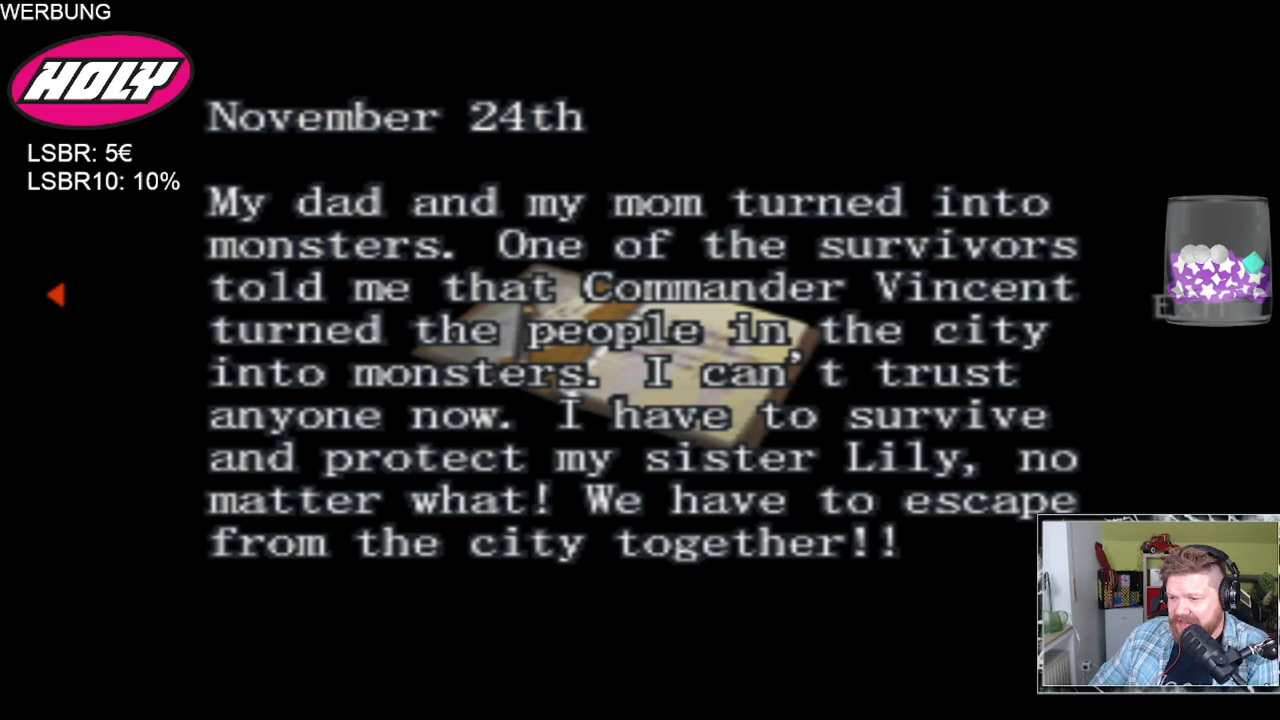 WERBUNG
HOLY
LSBR: 5€
LSBR10: 10%
November 24th
My dad and my mom turned into
monsters. One of the survivors
told me that Commander Vincent
turned the people in the city
into monsters. I can't trust
anyone now. I have to survive
and protect my sister Lily, no
matter what! We have to escape
from the city together!!
EXIT